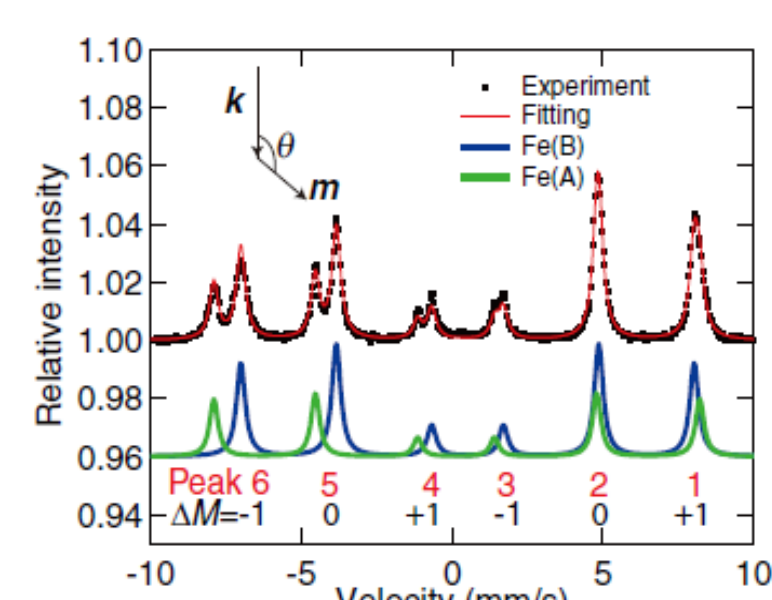 1.10
1.08
1.06
1.04
1.02
1.00
0.98
0.96
0.94
Relative intensity
k
θ
m
Experiment
Fitting
Fe(B)
Fe(A)
Peak 6 5 4 3 2 1
ΔM=-1 0 +1 -1 0 +1
-10 -5 0 5 10
Velocity (mm/s)